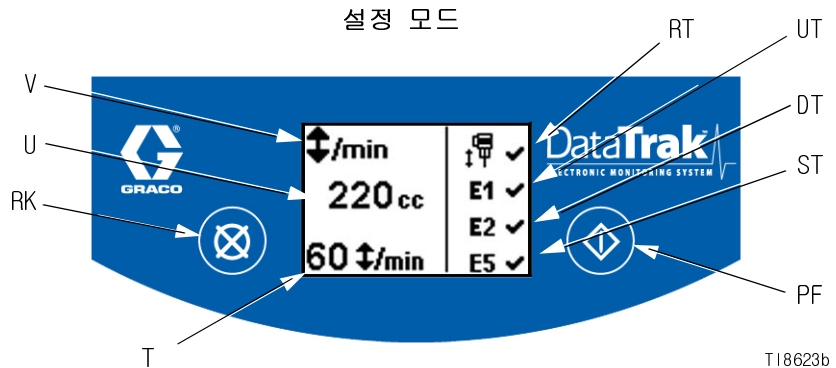 설정 모드
RT
UT
V
DT
U
ST
RK
PF
T
GRACO
®
/min
220 cc
60 /min
E1
E2
E5
DataTrak
ELECTRONIC MONITORING SYSTEM
TI8623b